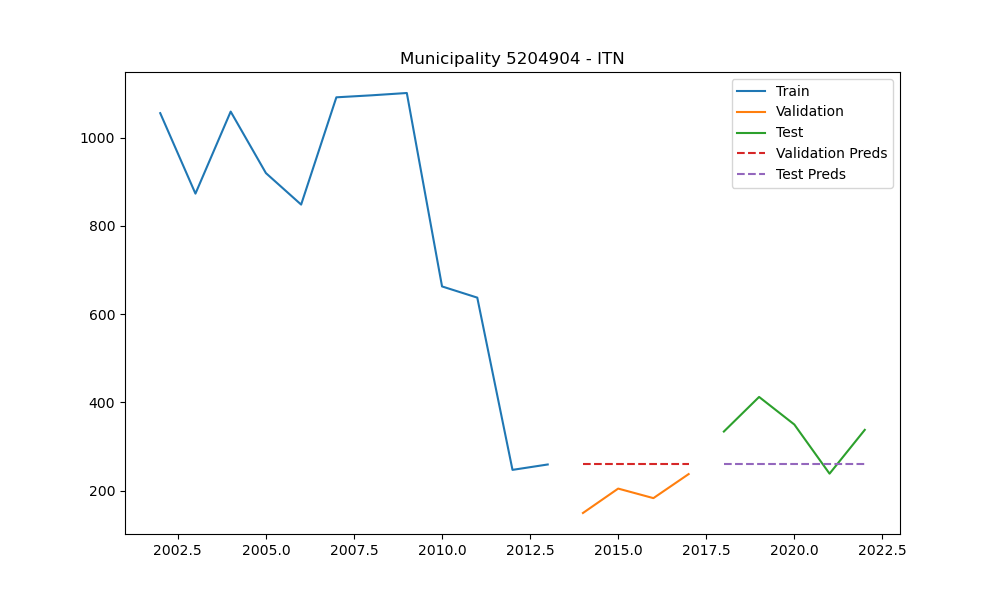 Municipality 5204904 - ITN
Train
Validation
Test
Validation Preds
Test Preds
1000
800
600
400
200
2002.5 2005.0 2007.5 2010.0 2012.5 2015.0 2017.5 2020.0 2022.5